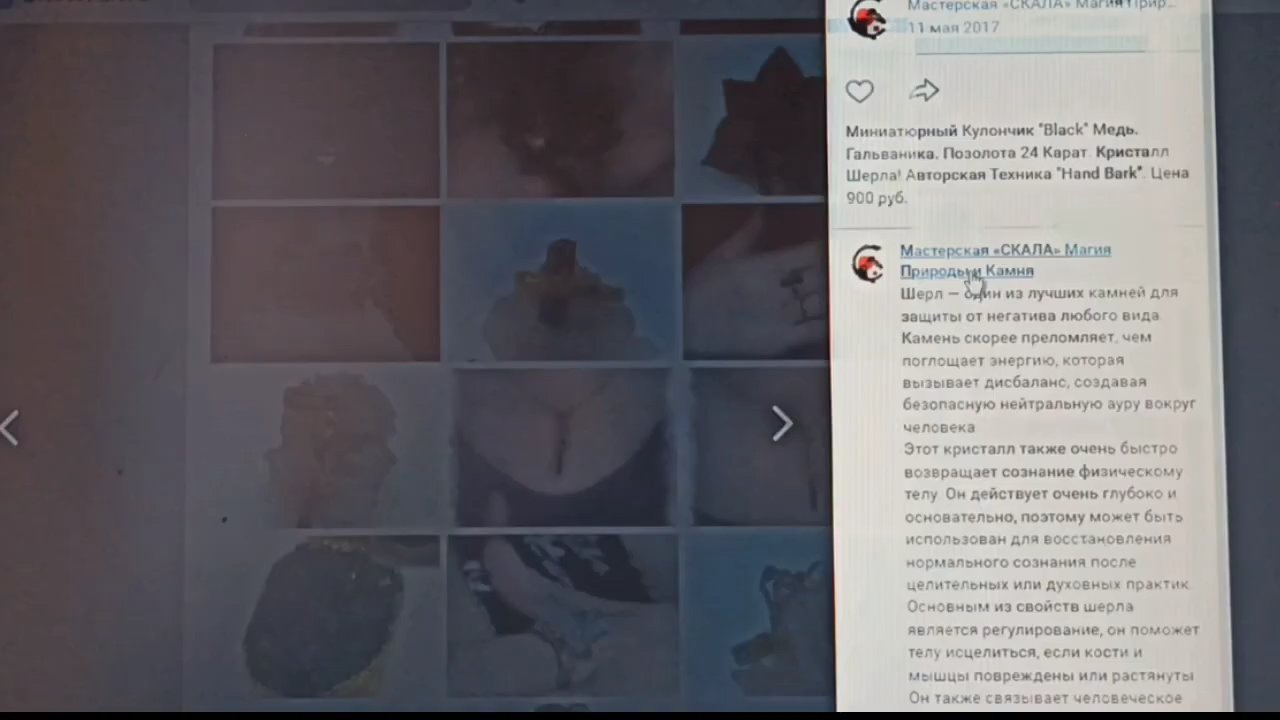 Мастерская «СКАЛА» Магия Прир...
11 мая 2017
Миниатюрный Кулончик "Black" Медь.
Гальваника. Позолота 24 Карат. Кристалл
Шерла! Авторская Техника "Hand Bark". Цена
900 руб.
Мастерская «СКАЛА» Магия
Природы и Камня
Шерл — один из лучших камней для
защиты от негатива любого вида.
Камень скорее преломляет, чем
поглощает энергию, которая
вызывает дисбаланс, создавая
безопасную нейтральную ауру вокруг
человека
Этот кристалл также очень быстро
возвращает сознание физическому
телу. Он действует очень глубоко и
основательно, поэтому может быть
использован для восстановления
нормального сознания после
целительных или духовных практик
Основным из свойств шерла
является регулирование, он поможет
телу исцелиться, если кости и
мышцы повреждены или растянуты
Он также связывает человеческое